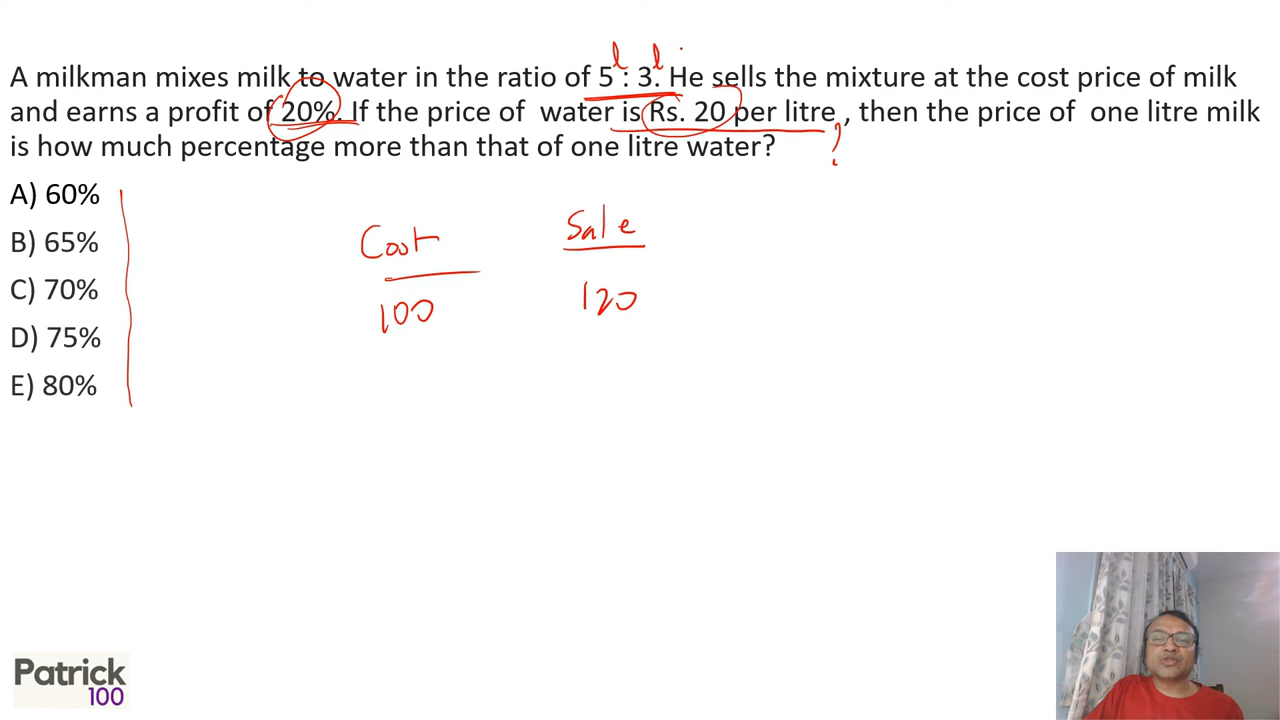 l l
A milkman mixes milk to water in the ratio of 5 : 3. He sells the mixture at the cost price of milk
and earns a profit of 20%. If the price of water is Rs. 20 per litre , then the price of one litre milk
is how much percentage more than that of one litre water?
?
A) 60%
B) 65%
C) 70%
D) 75%
E) 80%
Cost Sale
100 120
Patrick
100